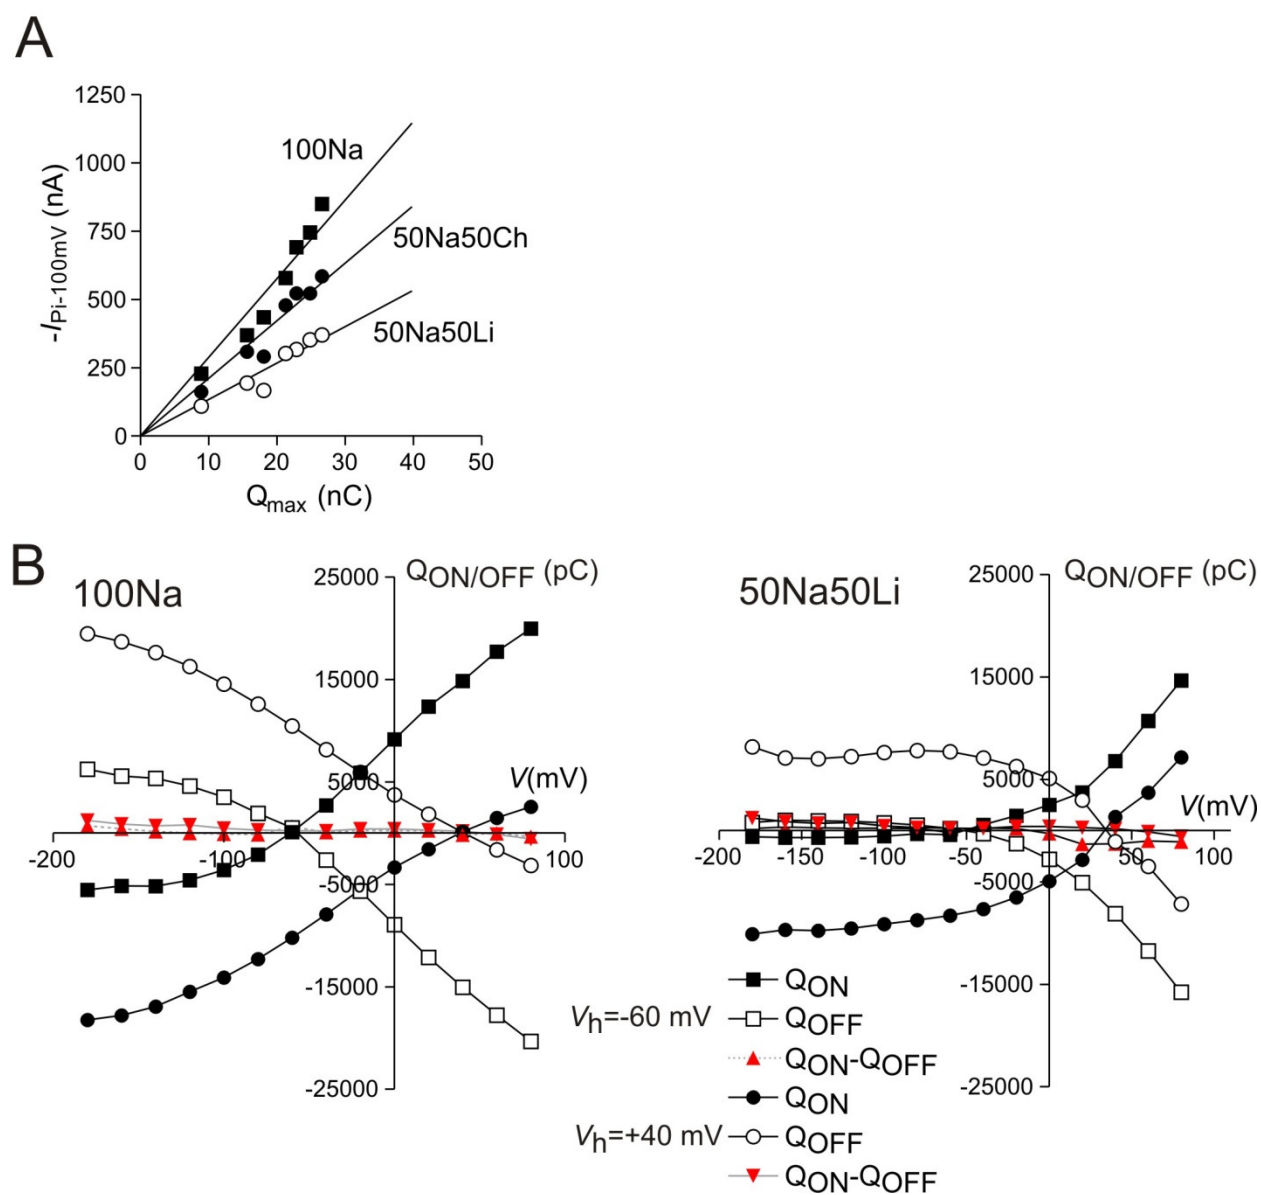 A
1250
1000
750
500
250
0
-IPi-100mV (nA)
100Na
50Na50Ch
50Na50Li
0 10 20 30 40 50
Qmax (nC)
B
100Na
QON/OFF (pC)
25000
15000
5000
-5000
-15000
-25000
V(mV)
-200 -100 100
50Na50Li
QON/OFF (pC)
25000
15000
5000
-5000
-15000
-25000
V(mV)
-200 -150 -100 -50 50 100
QON
Vh=-60 mV QOFF
QON-QOFF
QON
Vh=+40 mV QOFF
QON-QOFF